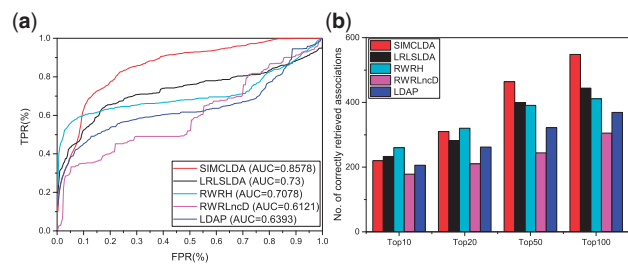 (a)
1.0
0.8
0.6
0.4
0.2
0.0
TPR(%)
SIMCLDA (AUC=0.8578)
LRLSLDA (AUC=0.73)
RWRH (AUC=0.7078)
RWRLncD (AUC=0.6121)
LDAP (AUC=0.6393)
0.0 0.1 0.2 0.3 0.4 0.5 0.6 0.7 0.8 0.9 1.0
FPR(%)
(b)
600
400
200
0
No. of correctly retrieved associations
SIMCLDA
LRLSLDA
RWRH
RWRLncD
LDAP
Top10 Top20 Top50 Top100